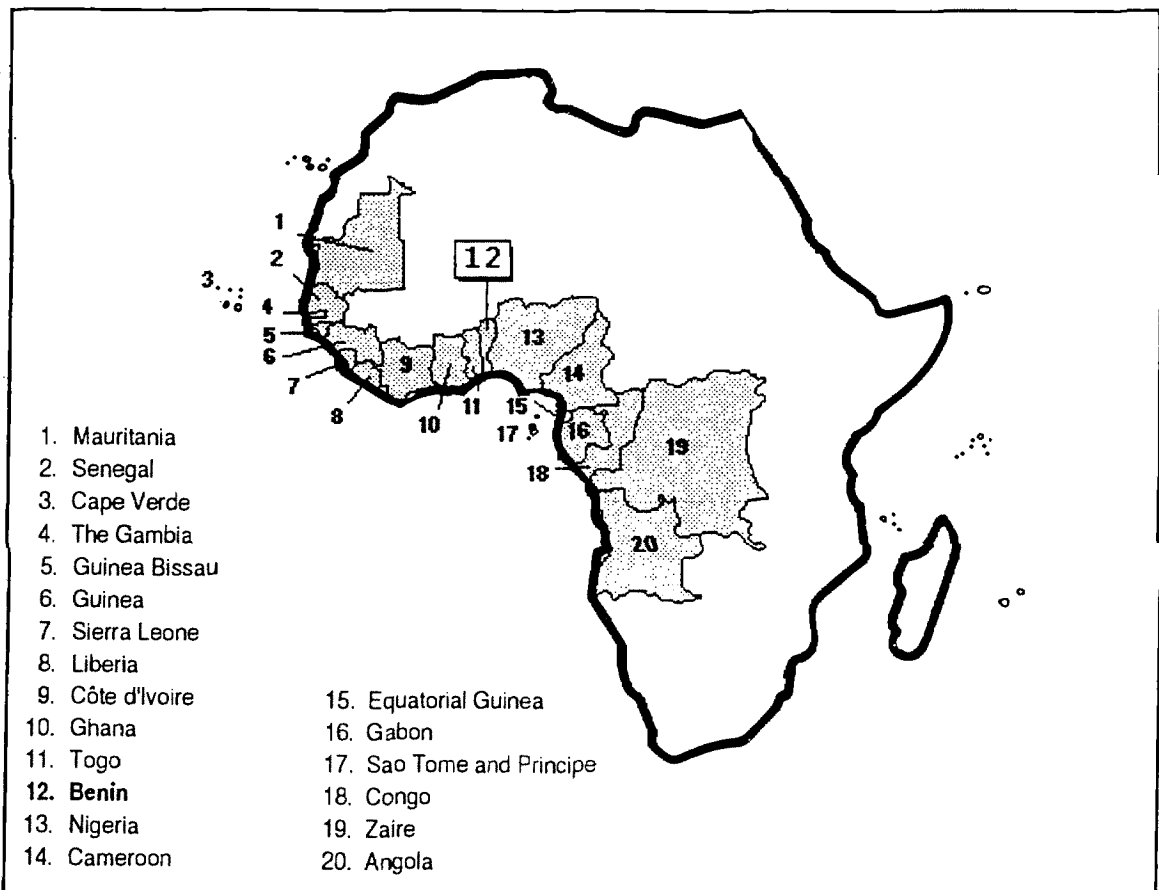 1
2
12
3
4
13
5
6
9
14
7
8
10
11
15
17
16
19
18
20
1. Mauritania
2. Senegal
3. Cape Verde
4. The Gambia
5. Guinea Bissau
6. Guinea
7. Sierra Leone
8. Liberia
9. Côte d'Ivoire
10. Ghana
11. Togo
12. Benin
13. Nigeria
14. Cameroon
15. Equatorial Guinea
16. Gabon
17. Sao Tome and Principe
18. Congo
19. Zaire
20. Angola